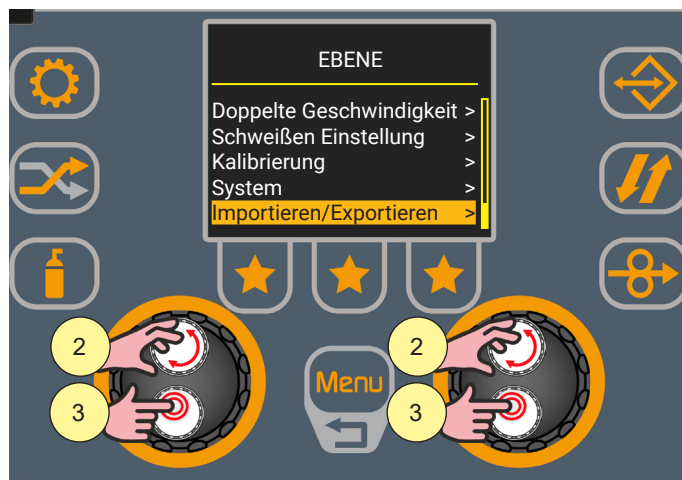 EBENE
Doppelte Geschwindigkeit >
Schweißen Einstellung >
Kalibrierung >
System >
Importieren/Exportieren >
2
2
Menu
3
3